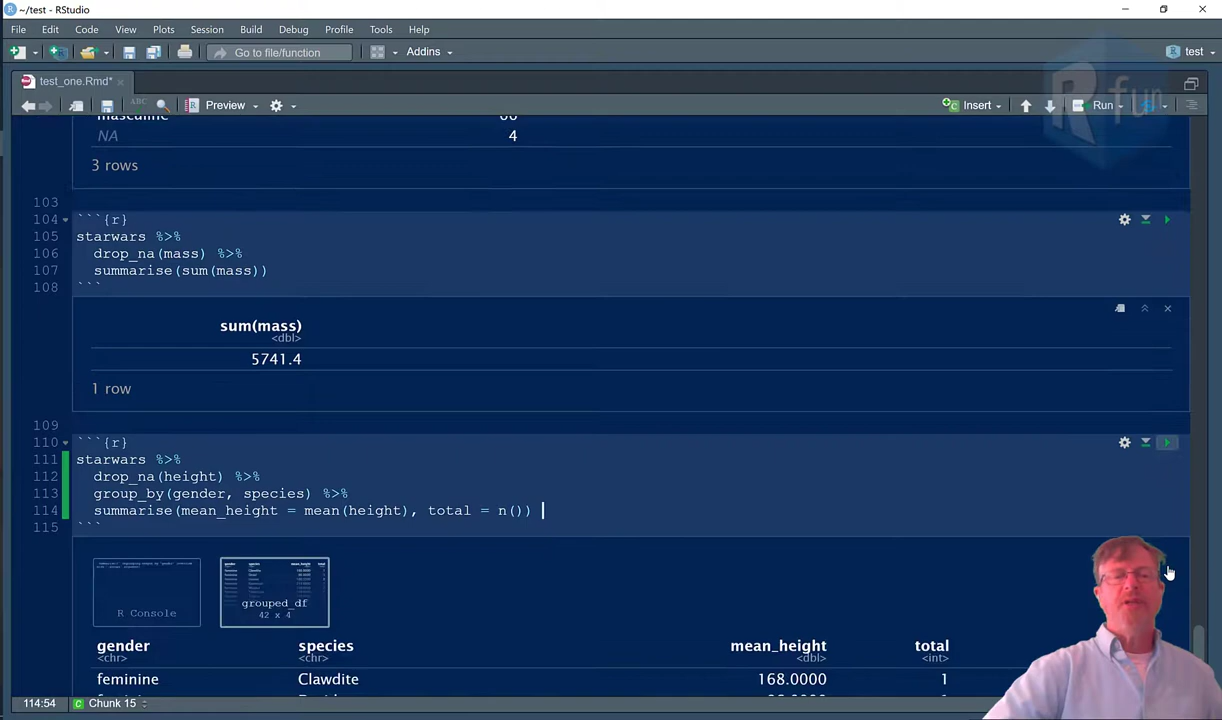 ~/test - RStudio
File Edit Code View Plots Session Build Debug Profile Tools Help
Go to file/function Addins test
test_one.Rmd*
ABC Preview Insert Run
R fun
masculine 66
NA 4
3 rows
103
104 ```{r}
105 starwars %>%
106 drop_na(mass) %>%
107 summarise(sum(mass))
108 ```
sum(mass)
<dbl>
5741.4
1 row
109
110 ```{r}
111 starwars %>%
112 drop_na(height) %>%
113 group_by(gender, species) %>%
114 summarise(mean_height = mean(height), total = n())
115 ```
R Console
grouped_df
42 x 4
gender species mean_height total
<chr> <chr> <dbl> <int>
feminine Clawdite 168.0000 1
114:54 Chunk 15